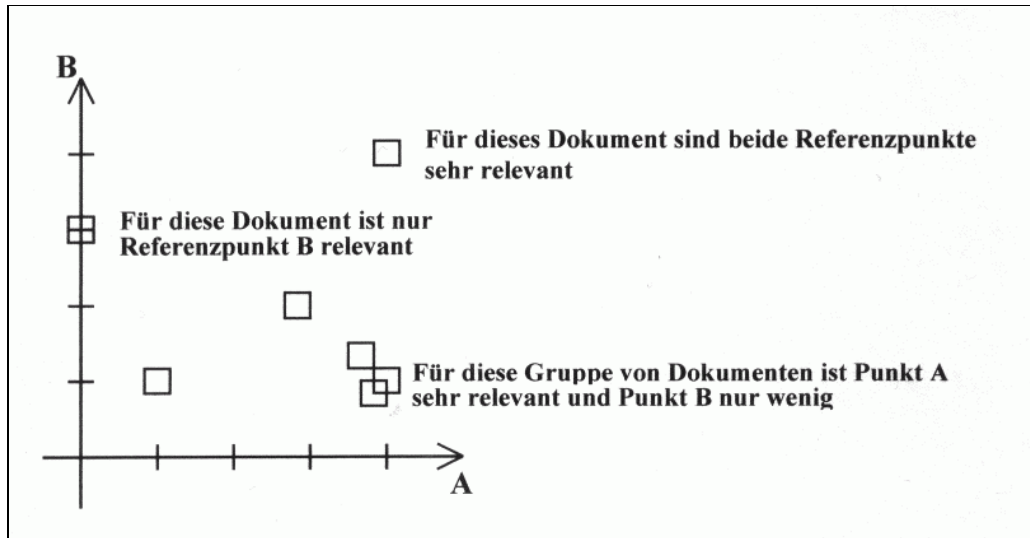 B
Für dieses Dokument sind beide Referenzpunkte
sehr relevant
Für diese Dokument ist nur
Referenzpunkt B relevant
Für diese Gruppe von Dokumenten ist Punkt A
sehr relevant und Punkt B nur wenig
A